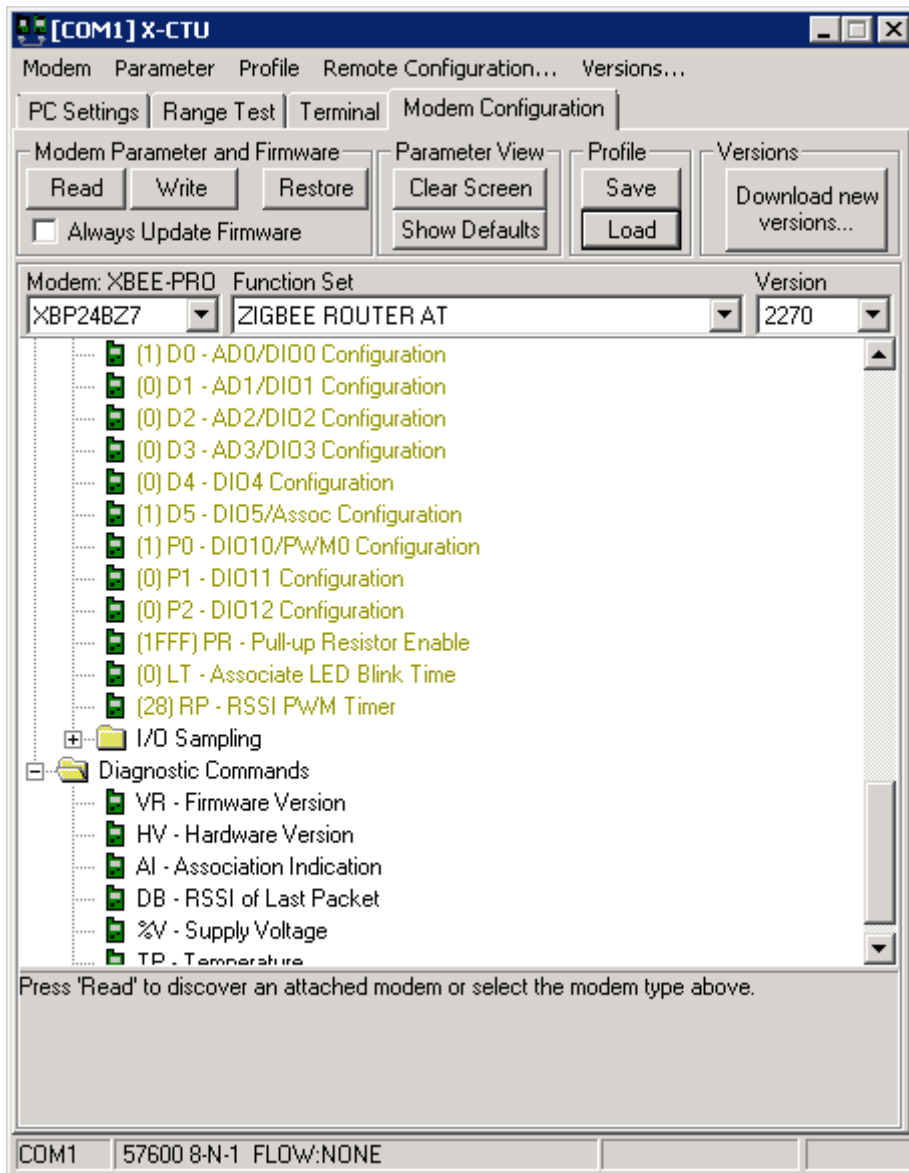 [COM1] X-CTU
Modem Parameter Profile Remote Configuration... Versions...
PC Settings Range Test Terminal Modem Configuration
Modem Parameter and Firmware Parameter View Profile Versions
Read Write Restore Clear Screen Save Download new versions...
Always Update Firmware Show Defaults Load
Modem: XBEE-PRO Function Set Version
XBP24BZ7 ZIGBEE ROUTER AT 2270
(1) D0 - AD0/DIO0 Configuration
(0) D1 - AD1/DIO1 Configuration
(0) D2 - AD2/DIO2 Configuration
(0) D3 - AD3/DIO3 Configuration
(0) D4 - DIO4 Configuration
(1) D5 - DIO5/Assoc Configuration
(1) P0 - DIO10/PWM0 Configuration
(0) P1 - DIO11 Configuration
(0) P2 - DIO12 Configuration
(1FFF) PR - Pull-up Resistor Enable
(0) LT - Associate LED Blink Time
(28) RP - RSSI PWM Timer
I/O Sampling
Diagnostic Commands
VR - Firmware Version
HV - Hardware Version
AI - Association Indication
DB - RSSI of Last Packet
%V - Supply Voltage
TP - Temperature
Press 'Read' to discover an attached modem or select the modem type above.
COM1 57600 8-N-1 FLOW:NONE